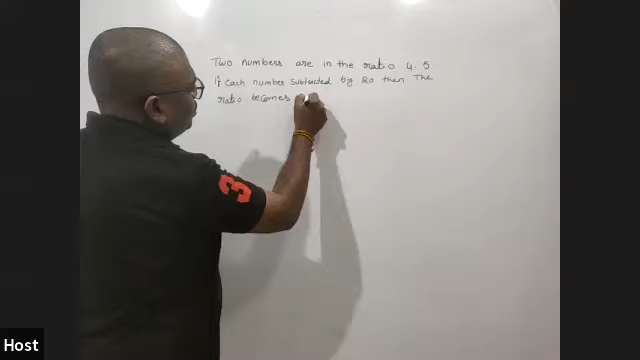 Two numbers are in the ratio 4:5
If each number subtracted by 20 then the
ratio becomes
3
Host